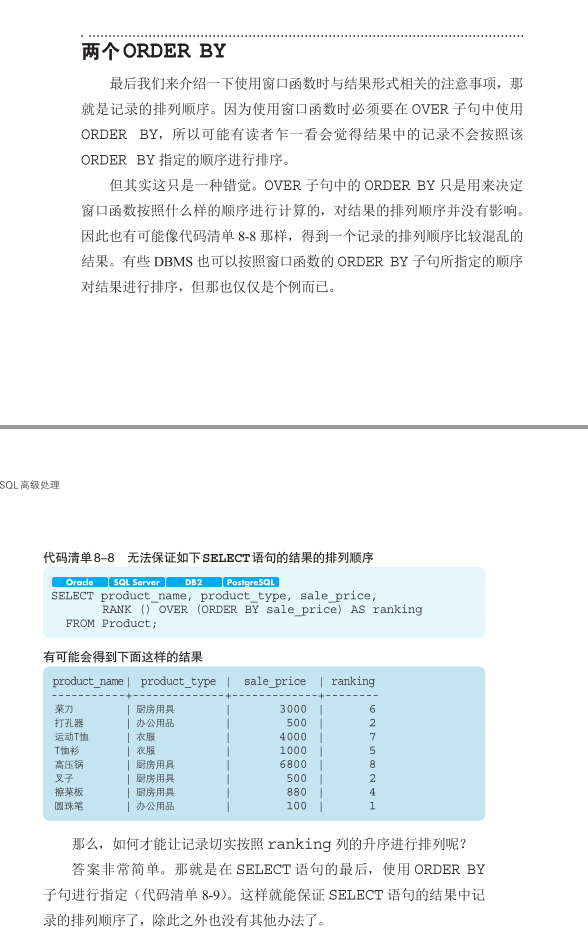 两个ORDER BY
最后我们来介绍一下使用窗口函数时与结果形式相关的注意事项，那
就是记录的排列顺序。因为使用窗口函数时必须要在 OVER 子句中使用
ORDER BY，所以可能有读者乍一看会觉得结果中的记录不会按照该
ORDER BY 指定的顺序进行排序。
但其实这只是一种错觉。OVER 子句中的 ORDER BY 只是用来决定
窗口函数按照什么样的顺序进行计算的，对结果的排列顺序并没有影响。
因此也有可能像代码清单 8-8 那样，得到一个记录的排列顺序比较混乱的
结果。有些 DBMS 也可以按照窗口函数的 ORDER BY 子句所指定的顺序
对结果进行排序，但那也仅仅是个例而已。
SQL高级处理
代码清单8-8 无法保证如下SELECT语句的结果的排列顺序
Oracle SQL Server DB2 PostgreSQL
SELECT product_name, product_type, sale_price,
RANK () OVER (ORDER BY sale_price) AS ranking
FROM Product;
有可能会得到下面这样的结果
product_name| product_type | sale_price | ranking
------------+--------------+------------+--------
菜刀 | 厨房用具 | 3000 | 6
打孔器 | 办公用品 | 500 | 2
运动T恤 | 衣服 | 4000 | 7
T恤衫 | 衣服 | 1000 | 5
高压锅 | 厨房用具 | 6800 | 8
叉子 | 厨房用具 | 500 | 2
擦菜板 | 厨房用具 | 880 | 4
圆珠笔 | 办公用品 | 100 | 1
那么，如何才能让记录切实按照 ranking 列的升序进行排列呢？
答案非常简单。那就是在 SELECT 语句的最后，使用 ORDER BY
子句进行指定（代码清单 8-9）。这样就能保证 SELECT 语句的结果中记
录的排列顺序了，除此之外也没有其他办法了。